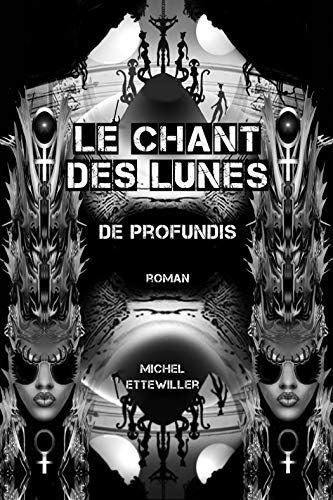 LE CHANT
DES LUNES
DE PROFUNDIS
ROMAN
MICHEL
ETTEWILLER